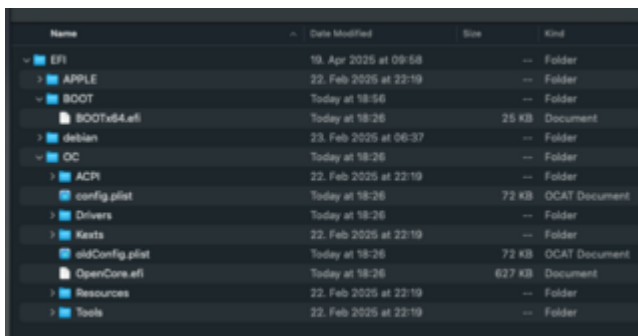 Name Date Modified Size Kind
EFI 19. Apr 2025 at 09:58 -- Folder
APPLE 22. Feb 2025 at 22:19 -- Folder
BOOT Today at 18:56 -- Folder
BOOTx64.efi Today at 18:26 25 KB Document
debian 23. Feb 2025 at 06:37 -- Folder
OC Today at 18:26 -- Folder
ACPI 22. Feb 2025 at 22:19 -- Folder
config.plist Today at 18:26 72 KB OCAT Document
Drivers Today at 18:26 -- Folder
Kexts 22. Feb 2025 at 22:19 -- Folder
oldConfig.plist Today at 18:26 72 KB OCAT Document
OpenCore.efi Today at 18:26 627 KB Document
Resources 22. Feb 2025 at 22:19 -- Folder
Tools 22. Feb 2025 at 22:19 -- Folder